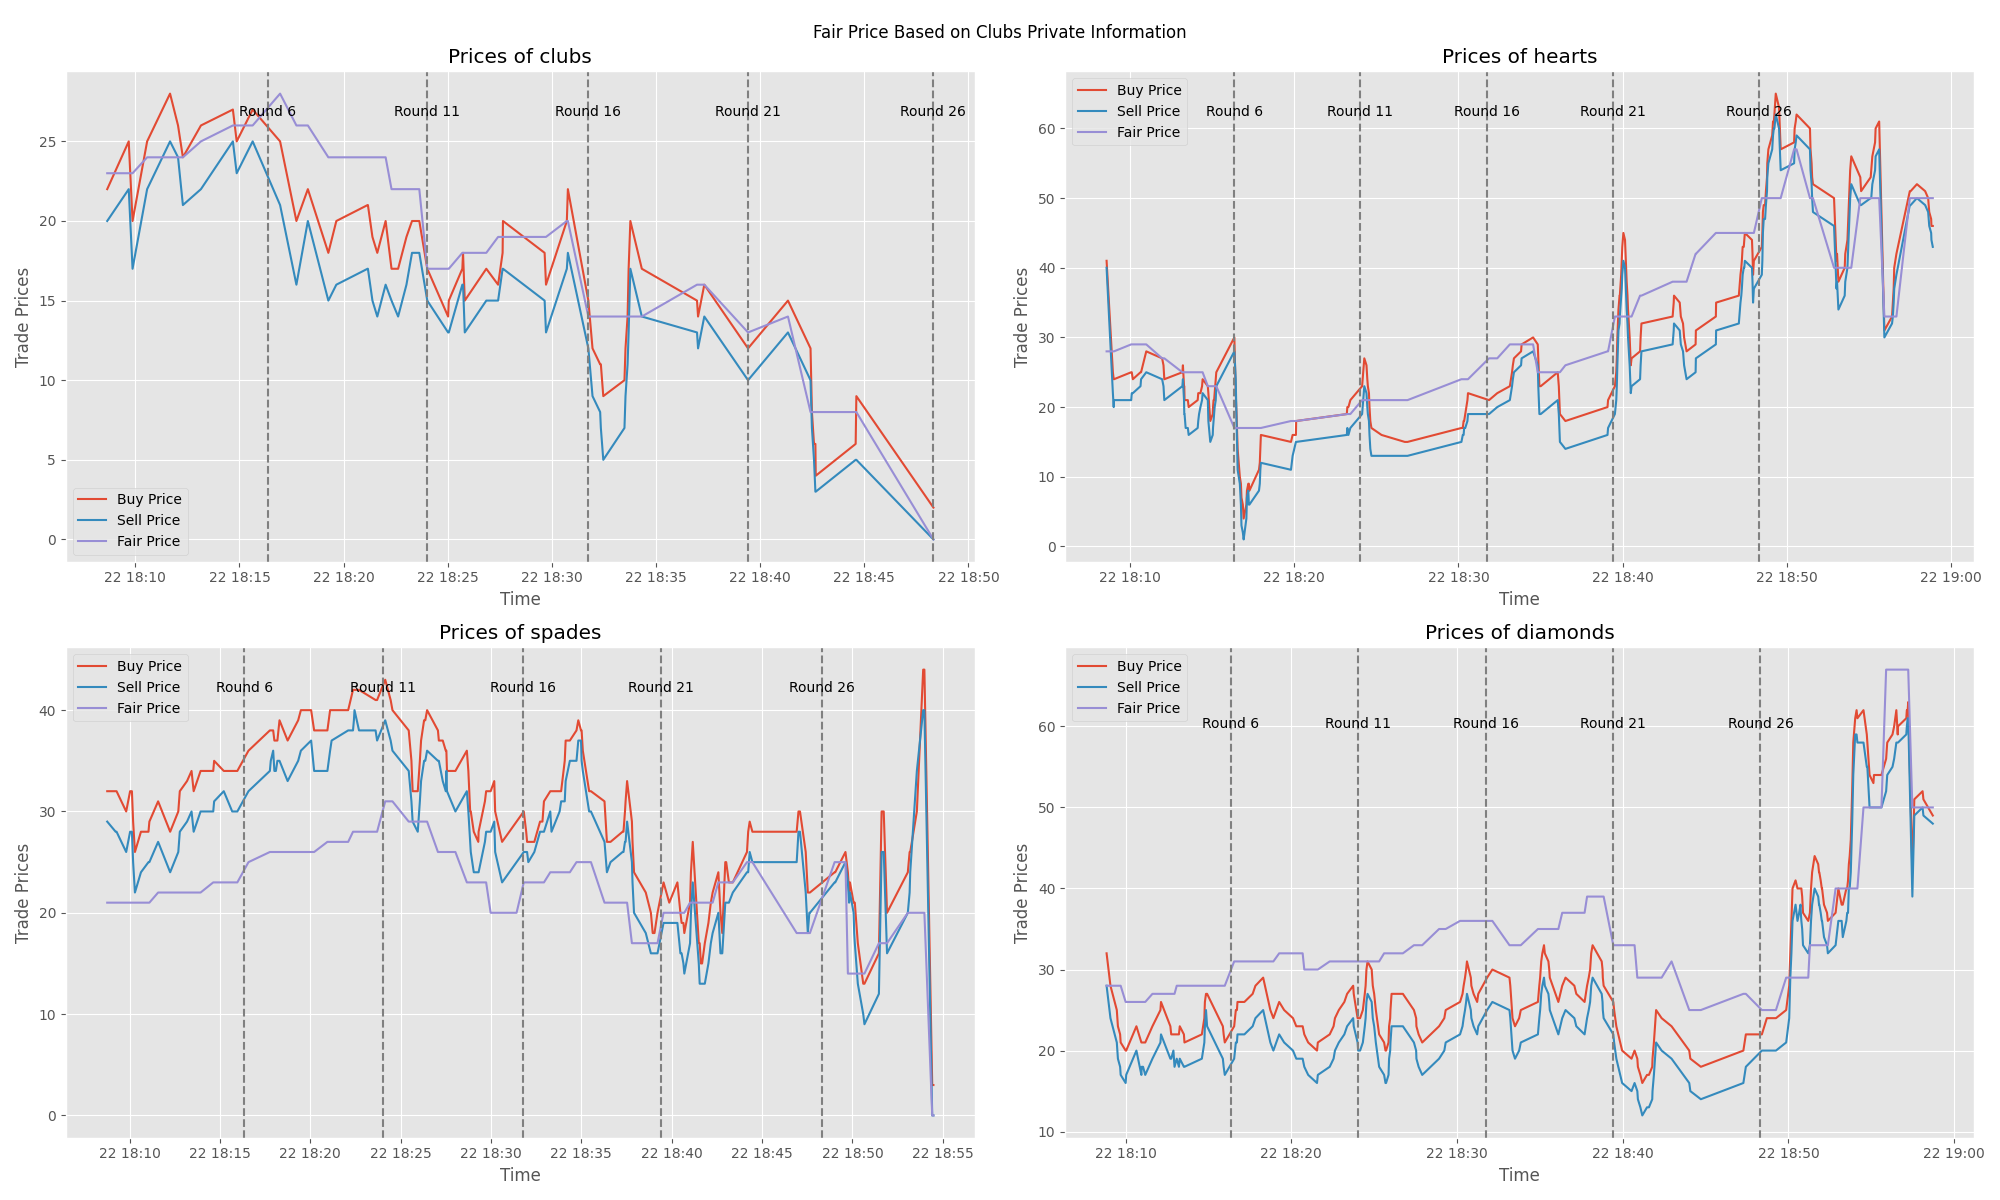 Fair Price Based on Clubs Private Information
Prices of clubs
Round 6
Round 11
Round 16
Round 21
Round 26
Trade Prices
25
20
15
10
5
0
Buy Price
Sell Price
Fair Price
22 18:10
22 18:15
22 18:20
22 18:25
22 18:30
22 18:35
22 18:40
22 18:45
22 18:50
Time
Prices of hearts
Buy Price
Sell Price
Fair Price
Round 6
Round 11
Round 16
Round 21
Round 26
Trade Prices
60
50
40
30
20
10
0
22 18:10
22 18:20
22 18:30
22 18:40
22 18:50
22 19:00
Time
Prices of spades
Buy Price
Sell Price
Fair Price
Round 6
Round 11
Round 16
Round 21
Round 26
Trade Prices
40
30
20
10
0
22 18:10
22 18:15
22 18:20
22 18:25
22 18:30
22 18:35
22 18:40
22 18:45
22 18:50
22 18:55
Time
Prices of diamonds
Buy Price
Sell Price
Fair Price
Round 6
Round 11
Round 16
Round 21
Round 26
Trade Prices
60
50
40
30
20
10
22 18:10
22 18:20
22 18:30
22 18:40
22 18:50
22 19:00
Time